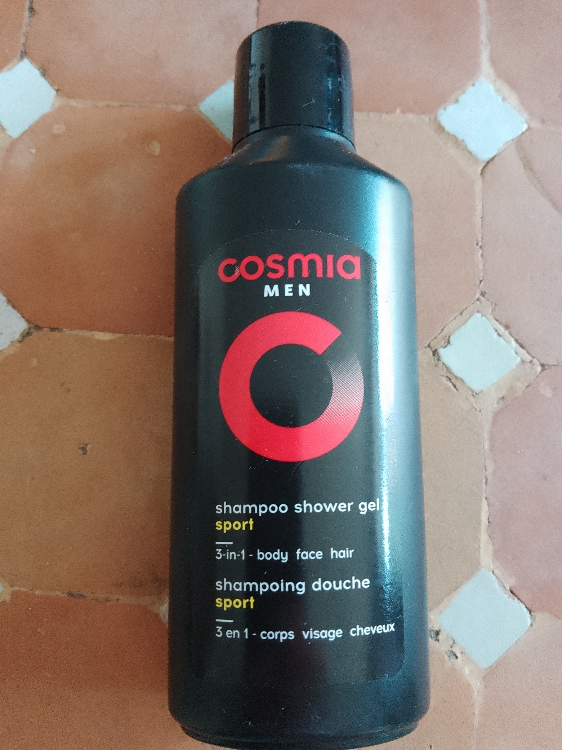 cosmia
MEN
shampoo shower gel
sport
3-in-1 - body face hair
shampoing douche
sport
3 en 1 - corps visage cheveux